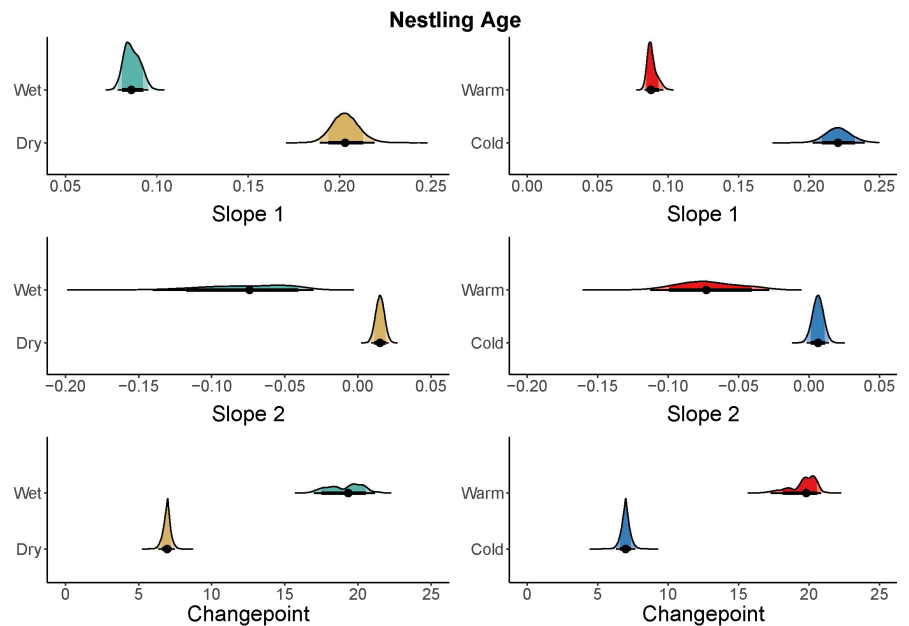 Nestling Age
Wet
Dry
0.05 0.10 0.15 0.20 0.25
Slope 1
Warm
Cold
0.00 0.05 0.10 0.15 0.20 0.25
Slope 1
Wet
Dry
−0.20 −0.15 −0.10 −0.05 0.00 0.05
Slope 2
Warm
Cold
−0.20 −0.15 −0.10 −0.05 0.00 0.05
Slope 2
Wet
Dry
0 5 10 15 20 25
Changepoint
Warm
Cold
0 5 10 15 20 25
Changepoint